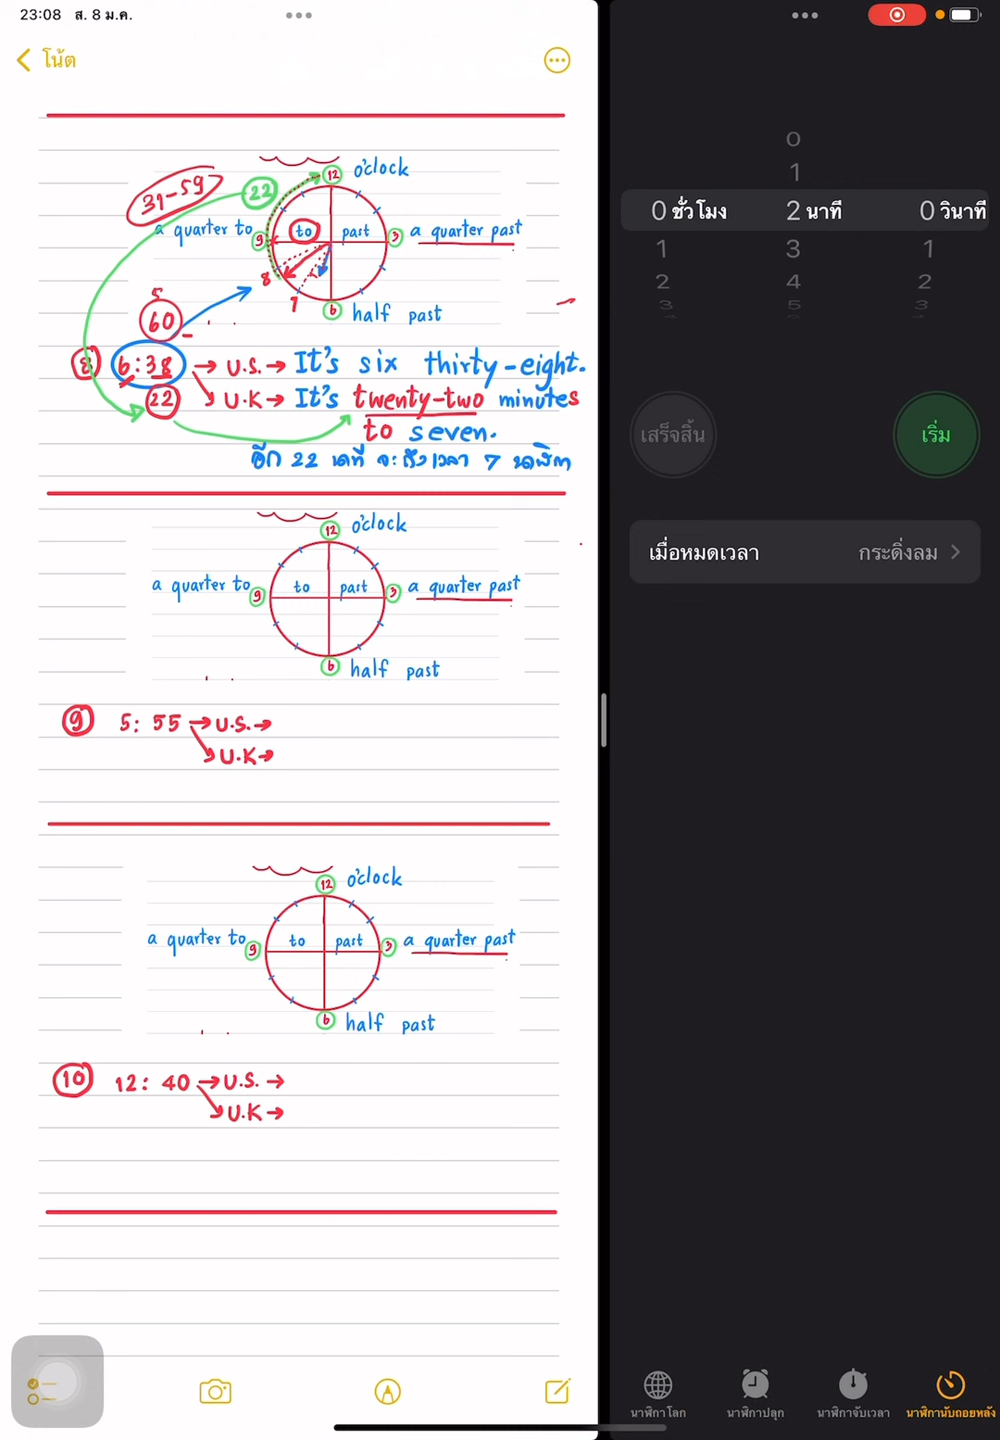 23:08 ส. 8 ม.ค.
โน้ต
12 o'clock
31-59
22
a quarter to 9 to past 3 a quarter past
8
7
6 half past
5
60
8 6:38 → U.S. → It's six thirty-eight.
22 U.K → It's twenty-two minutes
to seven.
อีก 22 นาที จะถึงเวลา 7 นาฬิกา
12 o'clock
a quarter to 9 to past 3 a quarter past
6 half past
9 5: 55 → U.S. →
U.K →
12 o'clock
a quarter to 9 to past 3 a quarter past
6 half past
10 12: 40 → U.S. →
U.K →
0
1
0 ชั่วโมง 2 นาที 0 วินาที
1 3 1
2 4 2
3 5 3
เสร็จสิ้น เริ่ม
เมื่อหมดเวลา กระดิ่งลม
นาฬิกาโลก นาฬิกาปลุก นาฬิกาจับเวลา นาฬิกานับถอยหลัง